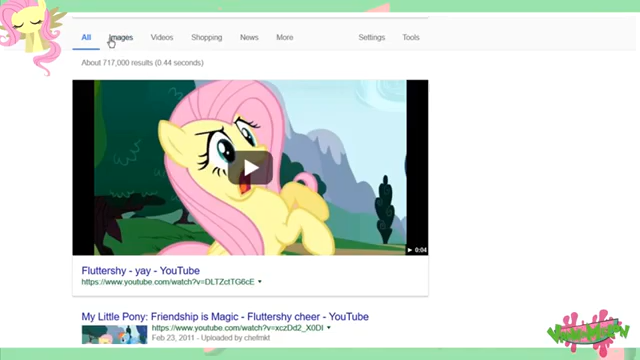 All Images Videos Shopping News More Settings Tools
About 717,000 results (0.44 seconds)
0:04
Fluttershy - yay - YouTube
https://www.youtube.com/watch?v=DLTZctTG6cE
My Little Pony: Friendship is Magic - Fluttershy cheer - YouTube
https://www.youtube.com/watch?v=xczDd2_X0DI
Feb 23, 2011 - Uploaded by chefmkt